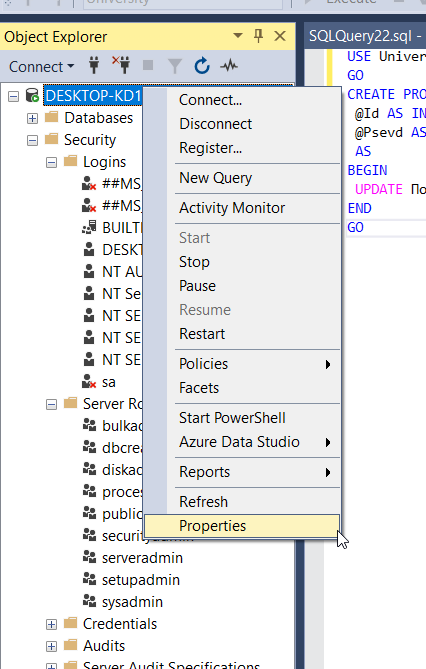 University
Execute
Object Explorer
SQLQuery22.sql -
Connect
DESKTOP-KD1
Databases
Security
Logins
##MS_
##MS_
BUILTI
DESKT
NT AU
NT Se
NT SE
NT SE
NT SE
sa
Server Ro
bulkad
dbcrea
diskad
proces
public
securityadmin
serveradmin
setupadmin
sysadmin
Credentials
Audits
Server Audit Specifications
Connect...
Disconnect
Register...
New Query
Activity Monitor
Start
Stop
Pause
Resume
Restart
Policies
Facets
Start PowerShell
Azure Data Studio
Reports
Refresh
Properties
USE Univer
GO
CREATE PRO
@Id AS IN
@Psevd AS
AS
BEGIN
UPDATE По
END
GO